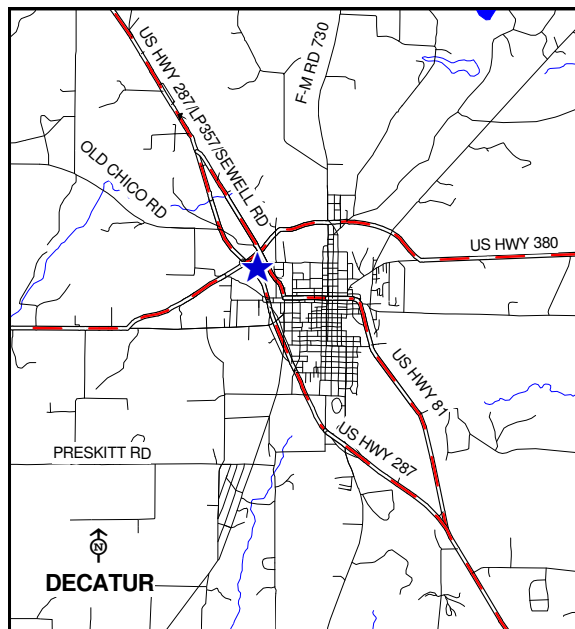 US HWY 287/LP357/SEWELL RD
F-M RD 730
OLD CHICO RD
US HWY 380
US HWY 81
US HWY 287
PRESKITT RD
N
DECATUR